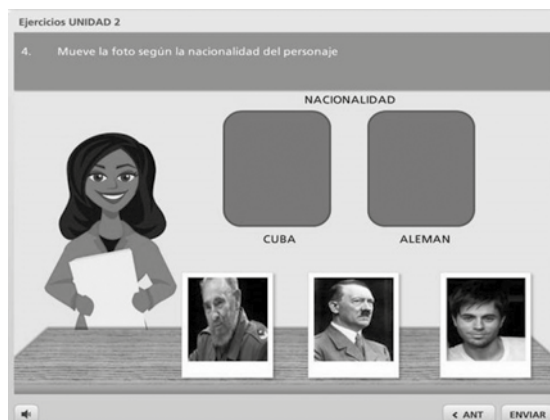 Ejercicios UNIDAD 2
4. Mueve la foto según la nacionalidad del personaje
NACIONALIDAD
CUBA ALEMAN
< ANT ENVIAR